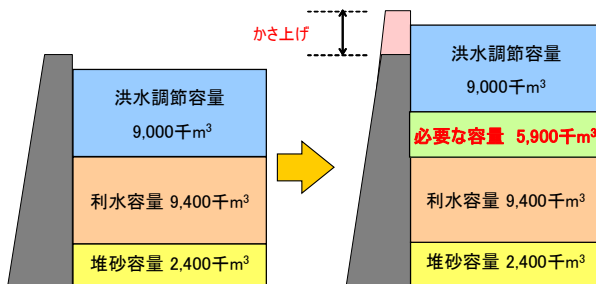 かさ上げ
洪水調節容量
9,000千m³
利水容量 9,400千m³
堆砂容量 2,400千m³
洪水調節容量
9,000千m³
必要な容量 5,900千m³
利水容量 9,400千m³
堆砂容量 2,400千m³